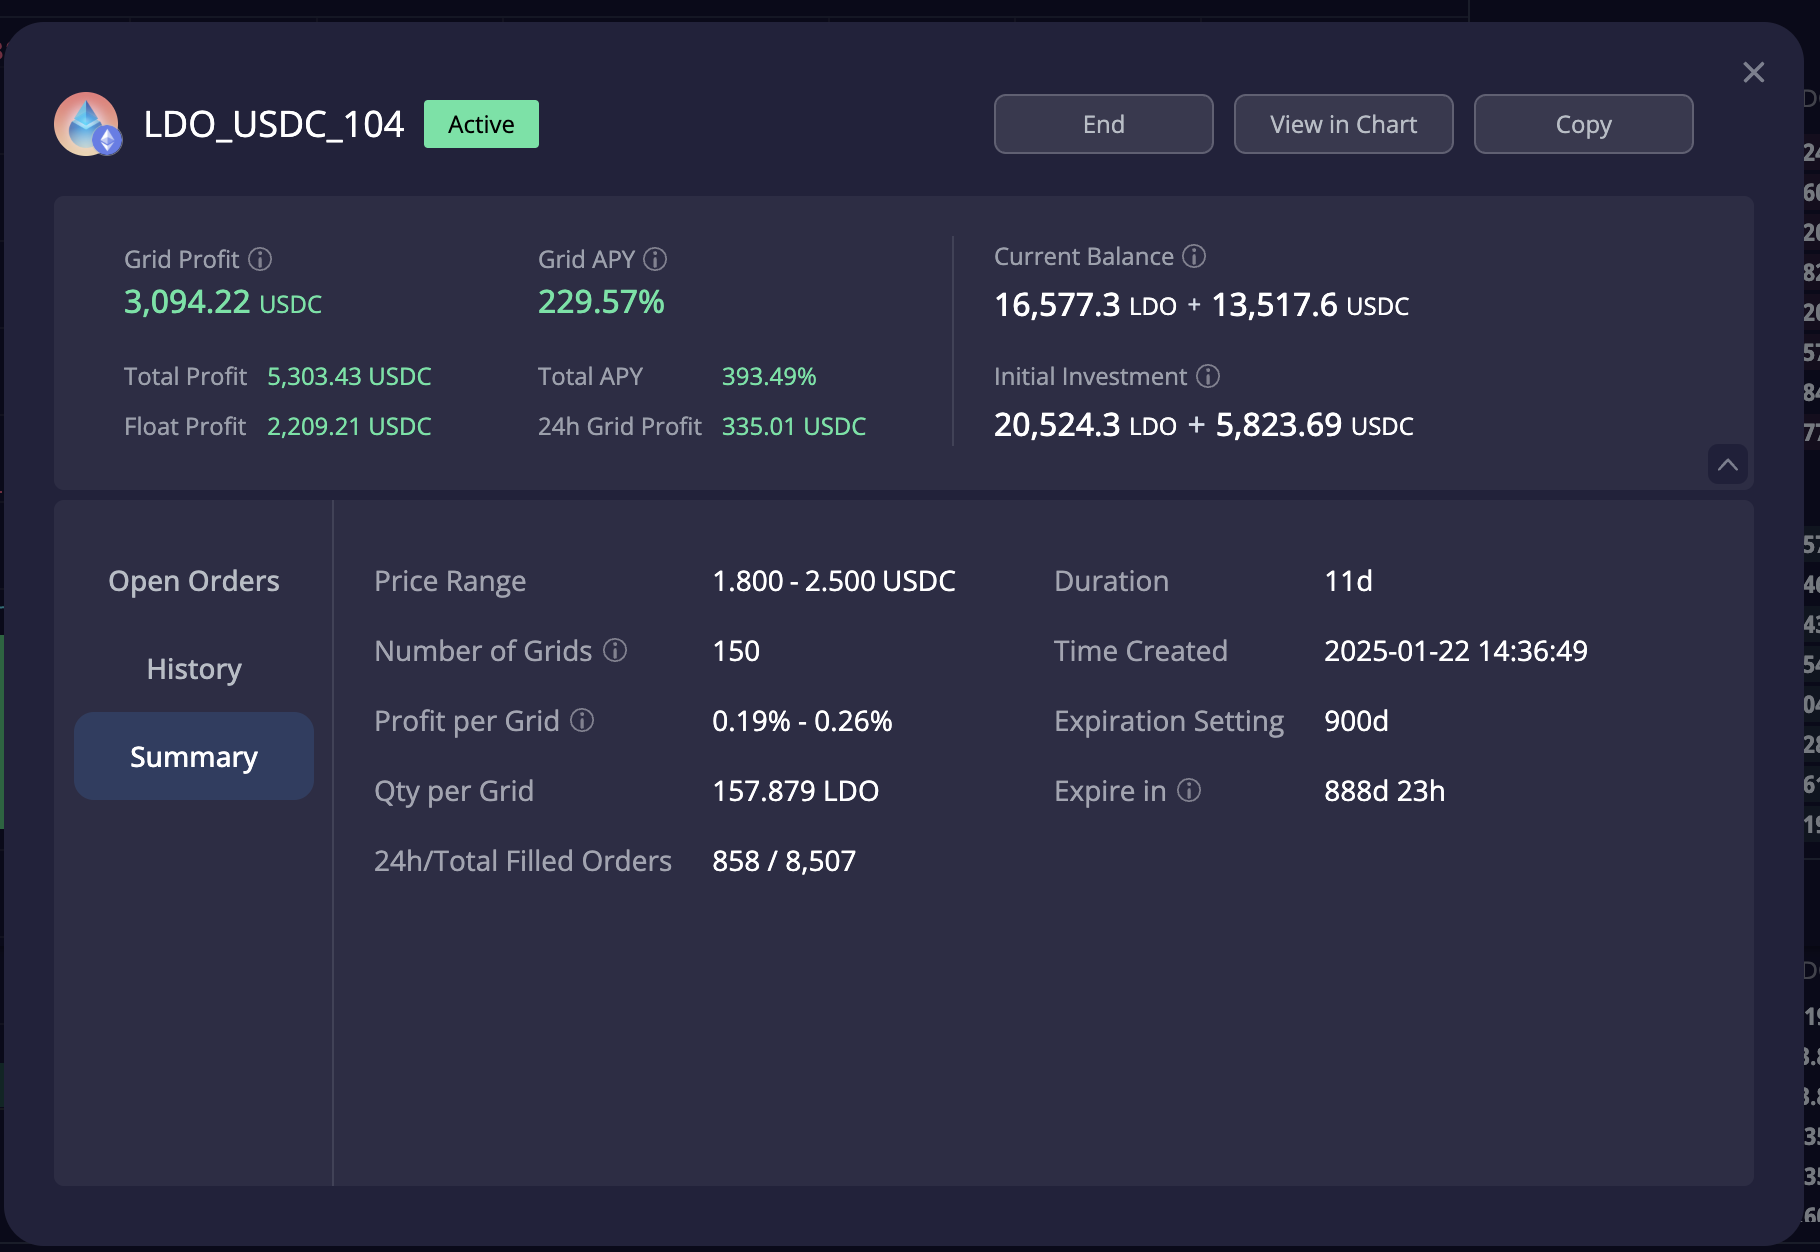 LDO_USDC_104
Active
End
View in Chart
Copy
Grid Profit
3,094.22 USDC
Grid APY
229.57%
Total Profit 5,303.43 USDC
Total APY 393.49%
Float Profit 2,209.21 USDC
24h Grid Profit 335.01 USDC
Current Balance
16,577.3 LDO + 13,517.6 USDC
Initial Investment
20,524.3 LDO + 5,823.69 USDC
Open Orders
History
Summary
Price Range 1.800 - 2.500 USDC
Number of Grids 150
Profit per Grid 0.19% - 0.26%
Qty per Grid 157.879 LDO
24h/Total Filled Orders 858 / 8,507
Duration 11d
Time Created 2025-01-22 14:36:49
Expiration Setting 900d
Expire in 888d 23h